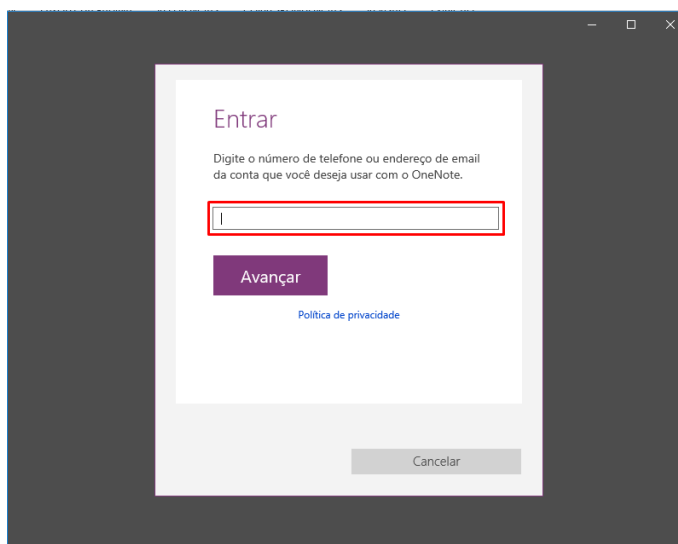 Entrar
Digite o número de telefone ou endereço de email
da conta que você deseja usar com o OneNote.
Avançar
Política de privacidade
Cancelar